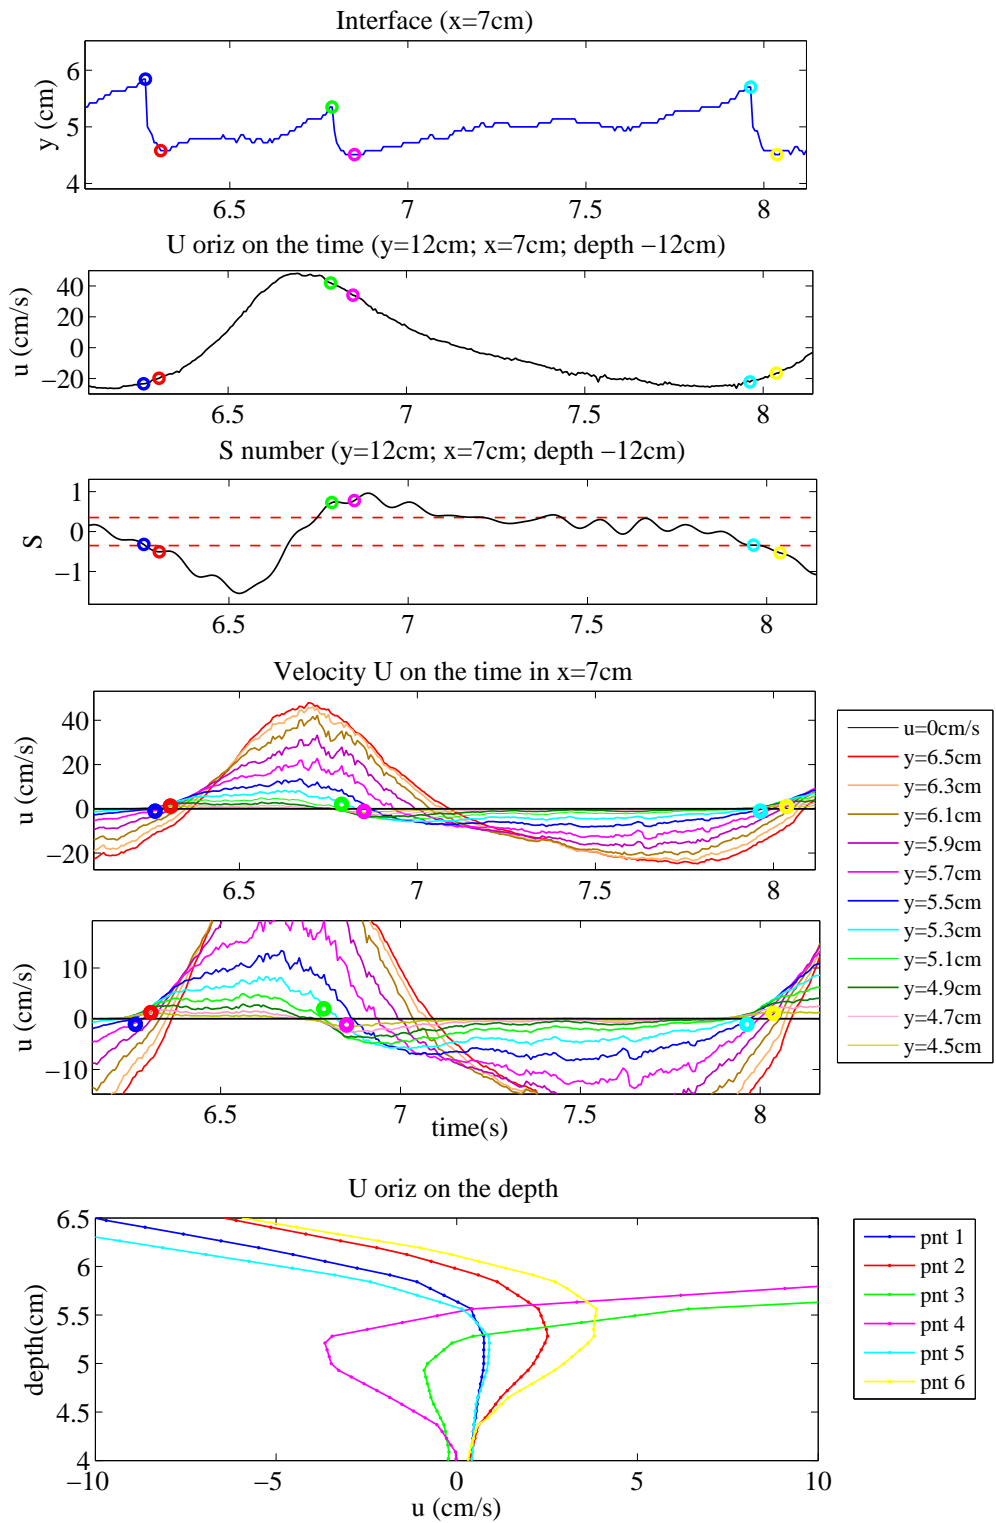 Interface (x=7cm)
6
5
4
y (cm)
6.5 7 7.5 8
U oriz on the time (y=12cm; x=7cm; depth −12cm)
40
20
0
−20
u (cm/s)
6.5 7 7.5 8
S number (y=12cm; x=7cm; depth −12cm)
1
0
−1
S
6.5 7 7.5 8
Velocity U on the time in x=7cm
40
20
0
−20
u (cm/s)
6.5 7 7.5 8
u=0cm/s
y=6.5cm
y=6.3cm
y=6.1cm
y=5.9cm
y=5.7cm
y=5.5cm
y=5.3cm
y=5.1cm
y=4.9cm
y=4.7cm
y=4.5cm
10
0
−10
u (cm/s)
6.5 7 7.5 8
time(s)
U oriz on the depth
6.5
6
5.5
5
4.5
4
depth(cm)
−10 −5 0 5 10
u (cm/s)
pnt 1
pnt 2
pnt 3
pnt 4
pnt 5
pnt 6